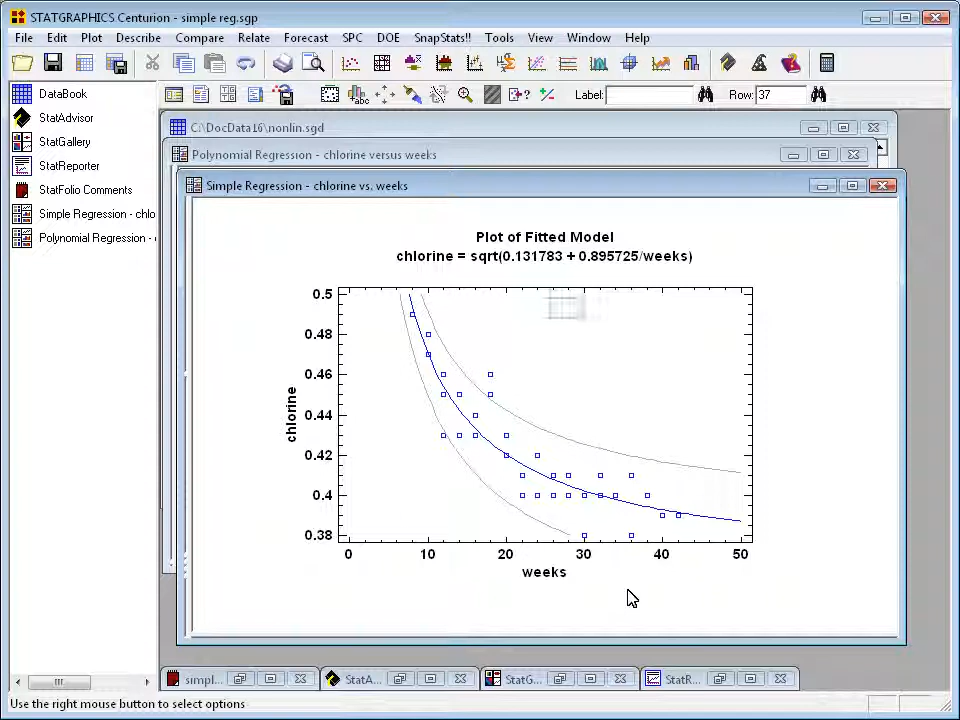 STATGRAPHICS Centurion - simple reg.sgp
File Edit Plot Describe Compare Relate Forecast SPC DOE SnapStats!! Tools View Window Help
Label: Row: 37
DataBook
StatAdvisor
StatGallery
StatReporter
StatFolio Comments
Simple Regression - chlo
Polynomial Regression -
C:\DocData16\nonlin.sgd
Polynomial Regression - chlorine versus weeks
Simple Regression - chlorine vs. weeks
Plot of Fitted Model
chlorine = sqrt(0.131783 + 0.895725/weeks)
0.5
0.48
0.46
0.44
0.42
0.4
0.38
chlorine
0 10 20 30 40 50
weeks
simpl... StatA... StatG... StatR...
Use the right mouse button to select options